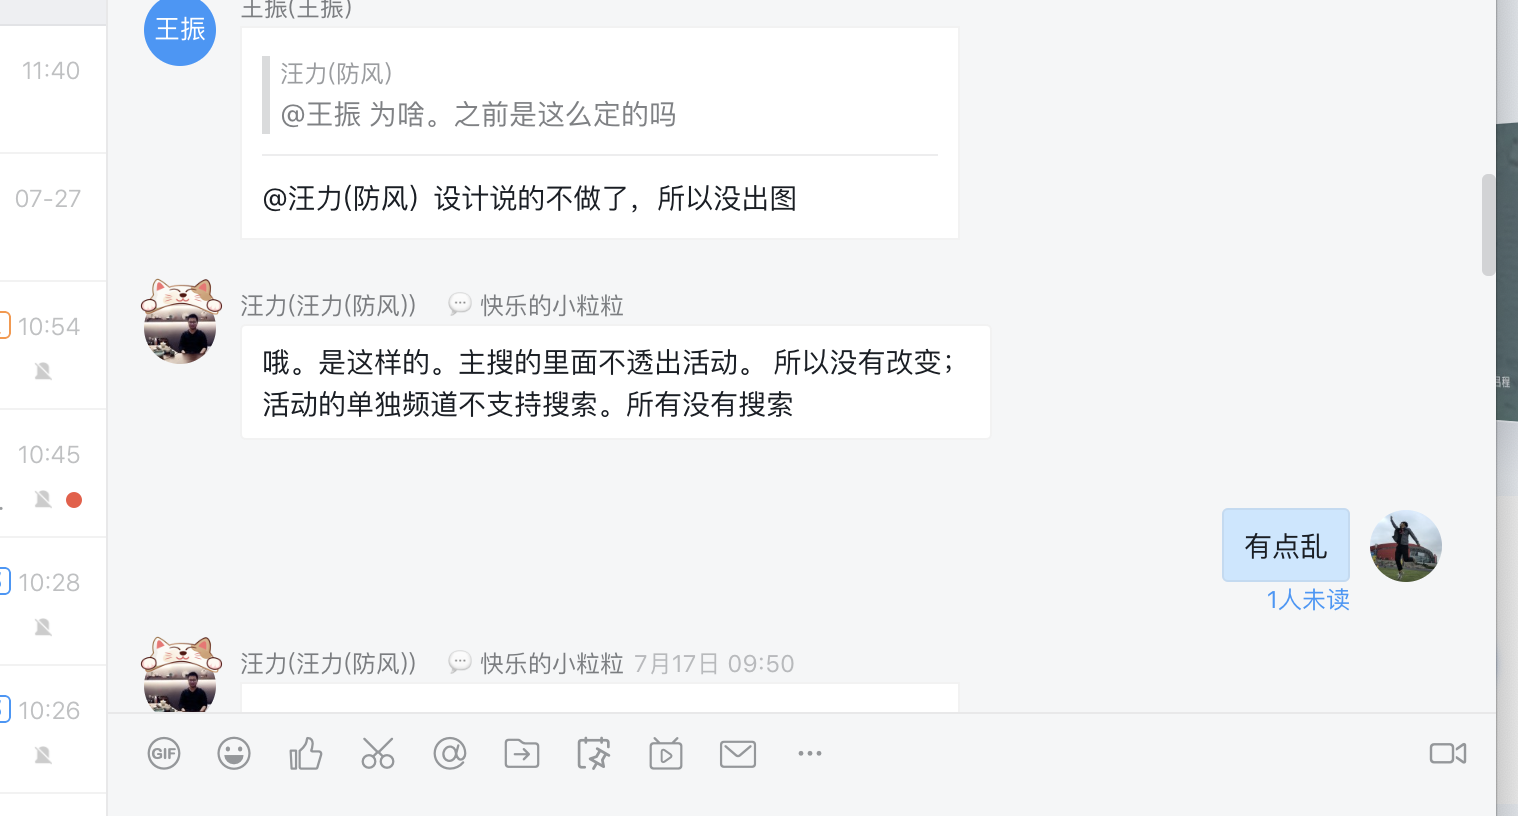 11:40
07-27
10:54
10:45
10:28
10:26
王振(王振)
王振
汪力(防风)
@王振 为啥。之前是这么定的吗
@汪力(防风) 设计说的不做了，所以没出图
汪力(汪力(防风)) 快乐的小粒粒
哦。是这样的。主搜的里面不透出活动。 所以没有改变；
活动的单独频道不支持搜索。所有没有搜索
有点乱
1人未读
汪力(汪力(防风)) 快乐的小粒粒 7月17日 09:50
GIF